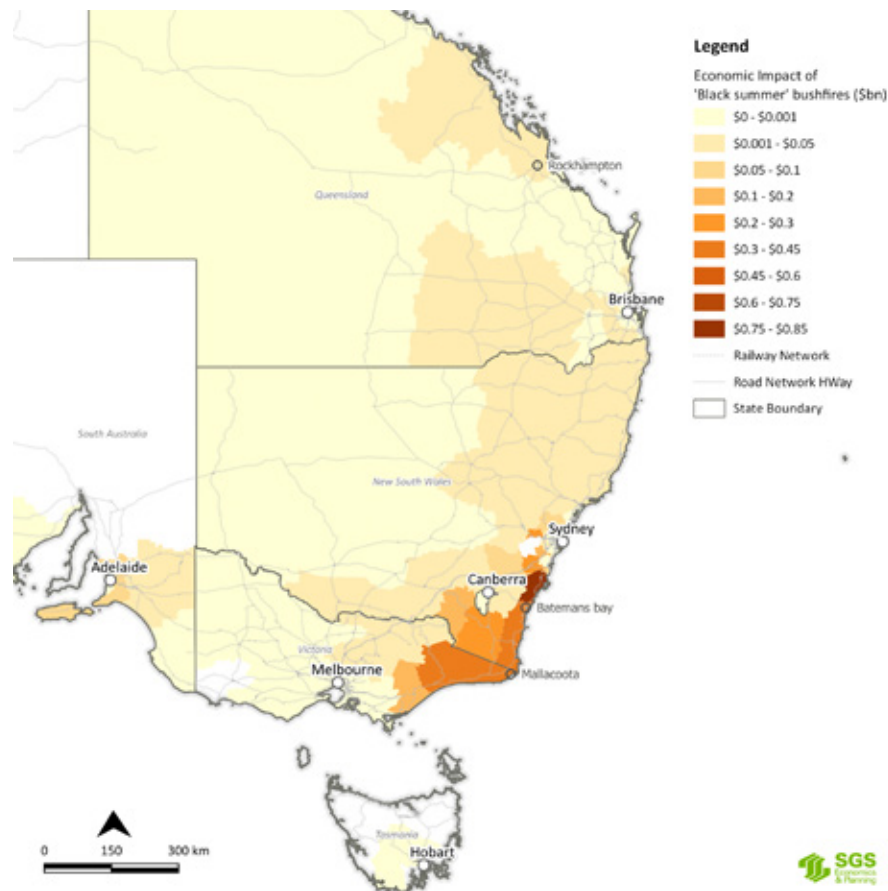 Legend
Economic Impact of
'Black summer' bushfires ($bn)
$0 - $0.001
$0.001 - $0.05
$0.05 - $0.1
$0.1 - $0.2
$0.2 - $0.3
$0.3 - $0.45
$0.45 - $0.6
$0.6 - $0.75
$0.75 - $0.85
Railway Network
Road Network HWay
State Boundary
Rockhampton
Queensland
Brisbane
South Australia
New South Wales
Sydney
Adelaide
Canberra
Batemans bay
Victoria
Melbourne
Mallacoota
Tasmania
Hobart
0 150 300 km
SGS
Economics
& Planning